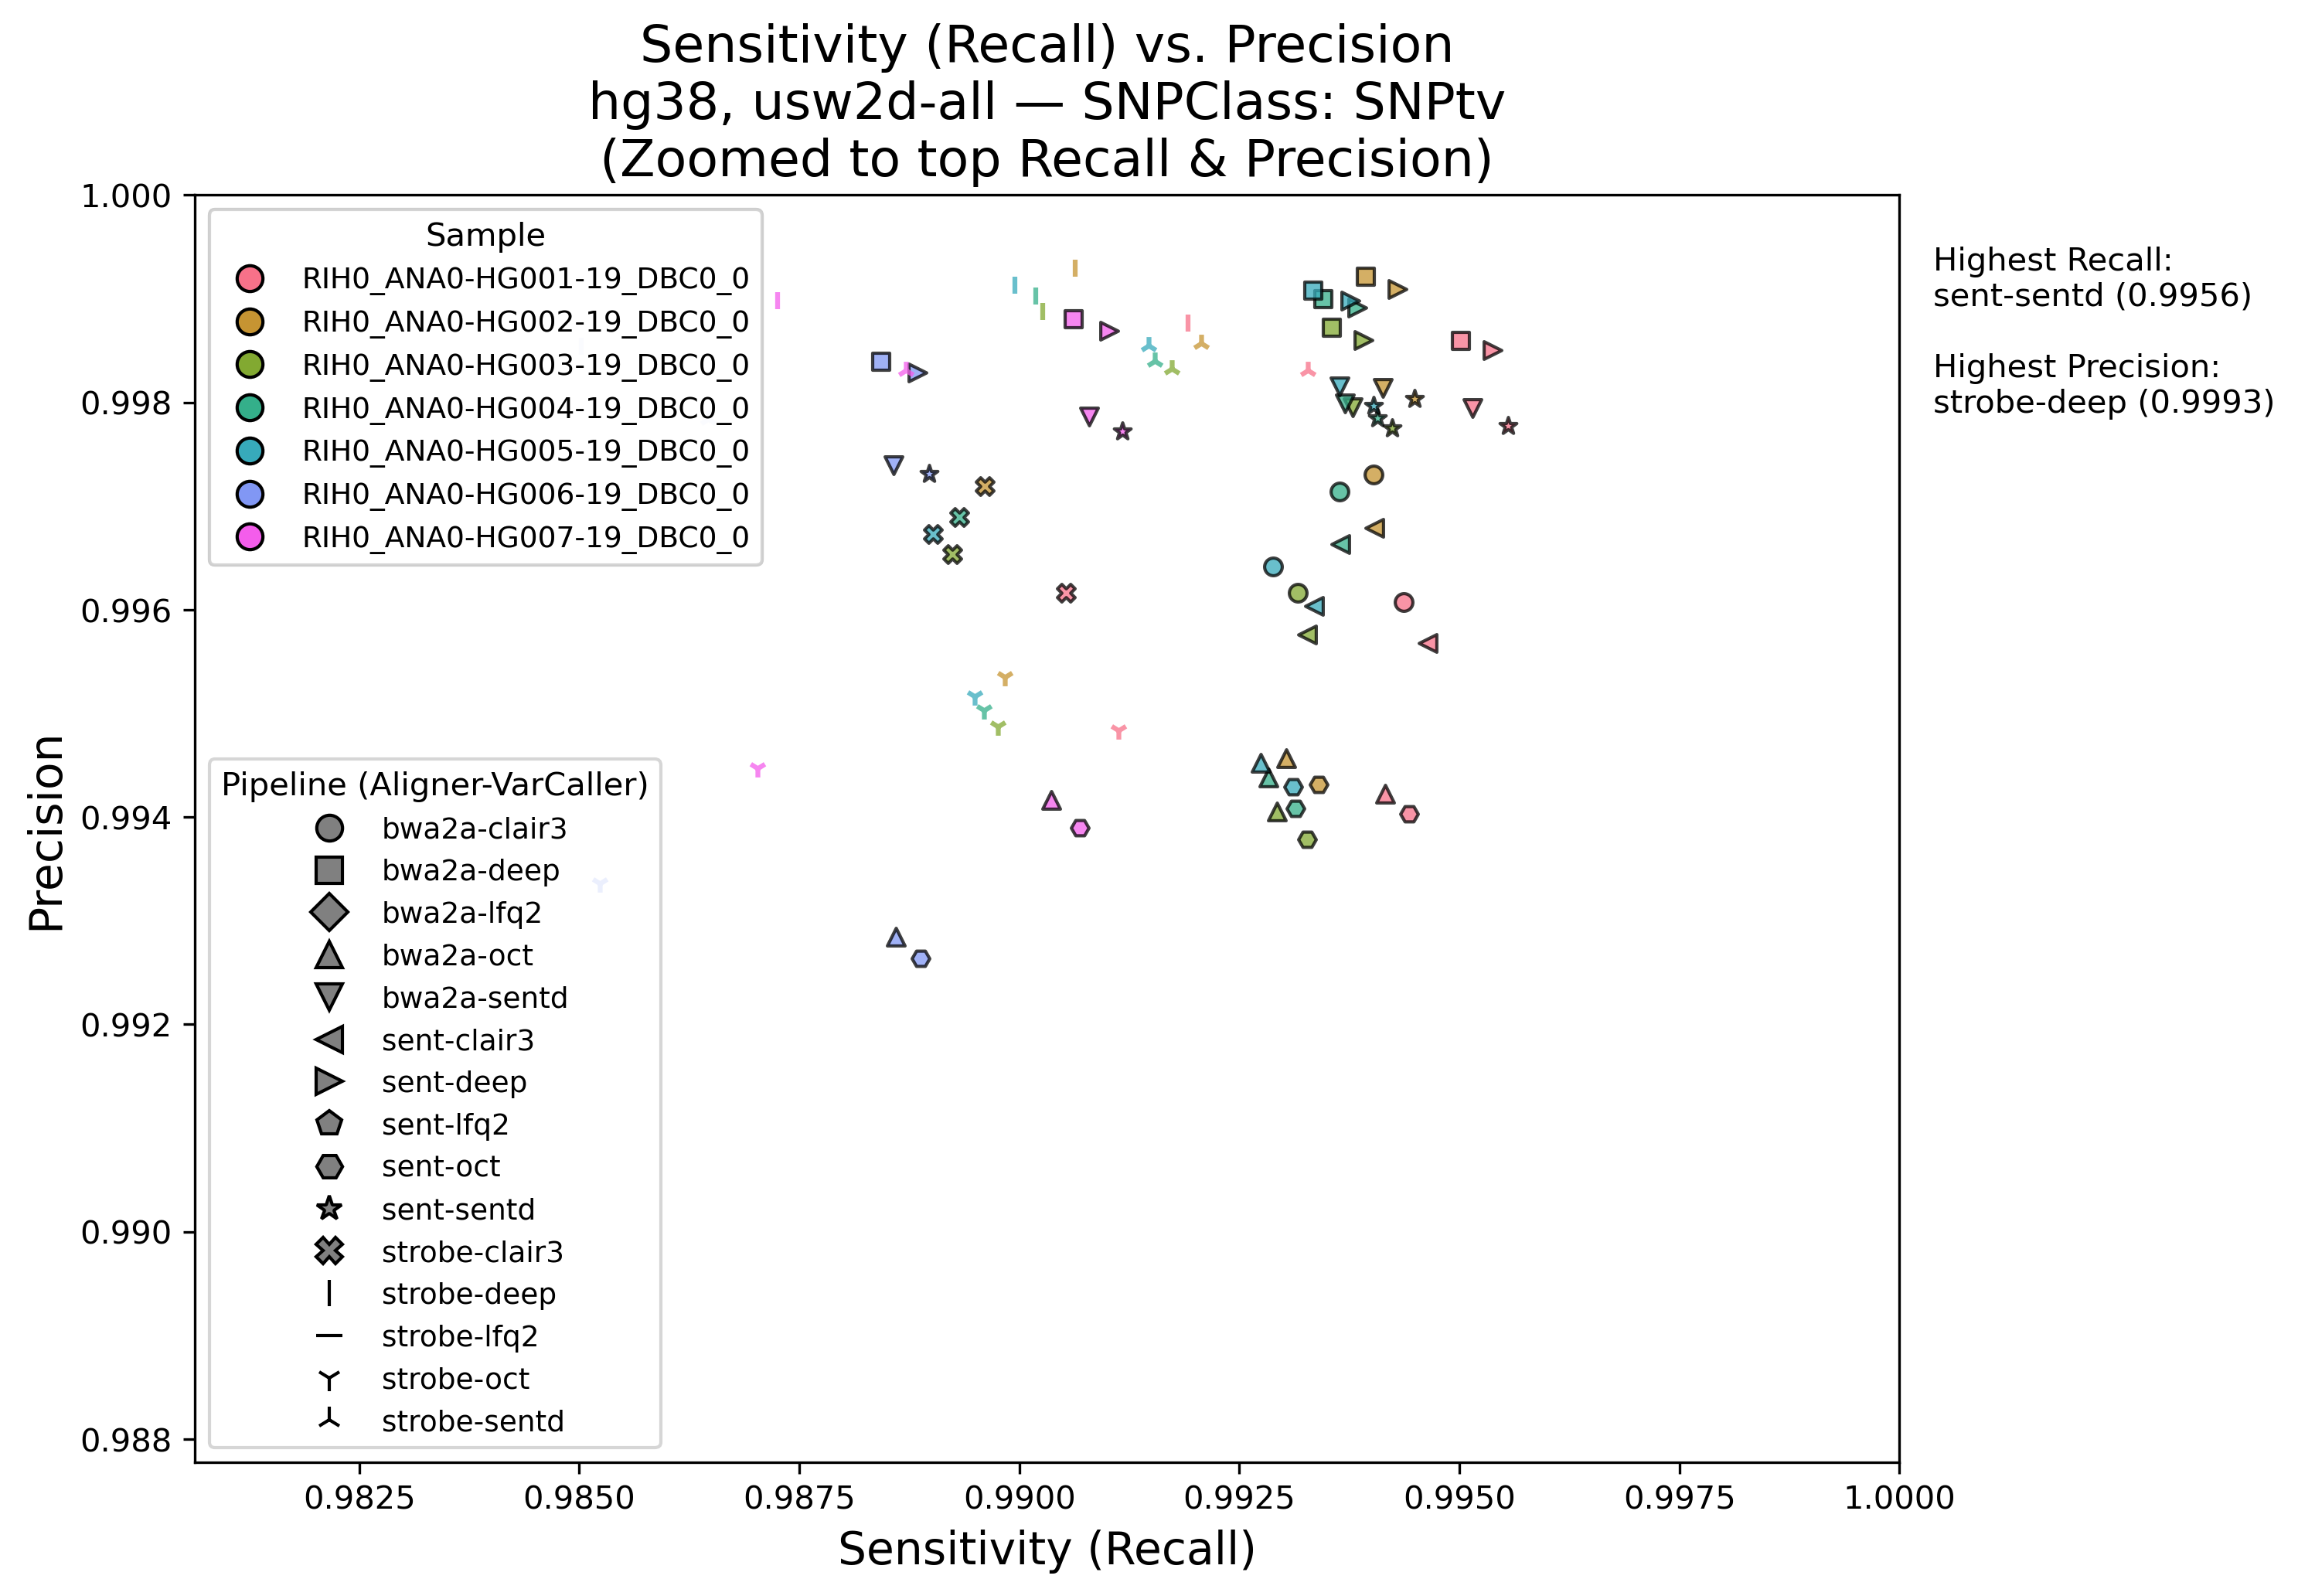 Sensitivity (Recall) vs. Precision
hg38, usw2d-all — SNPClass: SNPtv
(Zoomed to top Recall & Precision)
1.000
0.998
0.996
0.994
0.992
0.990
0.988
Precision
Sample
RIH0_ANA0-HG001-19_DBC0_0
RIH0_ANA0-HG002-19_DBC0_0
RIH0_ANA0-HG003-19_DBC0_0
RIH0_ANA0-HG004-19_DBC0_0
RIH0_ANA0-HG005-19_DBC0_0
RIH0_ANA0-HG006-19_DBC0_0
RIH0_ANA0-HG007-19_DBC0_0
Pipeline (Aligner-VarCaller)
bwa2a-clair3
bwa2a-deep
bwa2a-lfq2
bwa2a-oct
bwa2a-sentd
sent-clair3
sent-deep
sent-lfq2
sent-oct
sent-sentd
strobe-clair3
strobe-deep
strobe-lfq2
strobe-oct
strobe-sentd
Highest Recall:
sent-sentd (0.9956)
Highest Precision:
strobe-deep (0.9993)
0.9825
0.9850
0.9875
0.9900
0.9925
0.9950
0.9975
1.0000
Sensitivity (Recall)